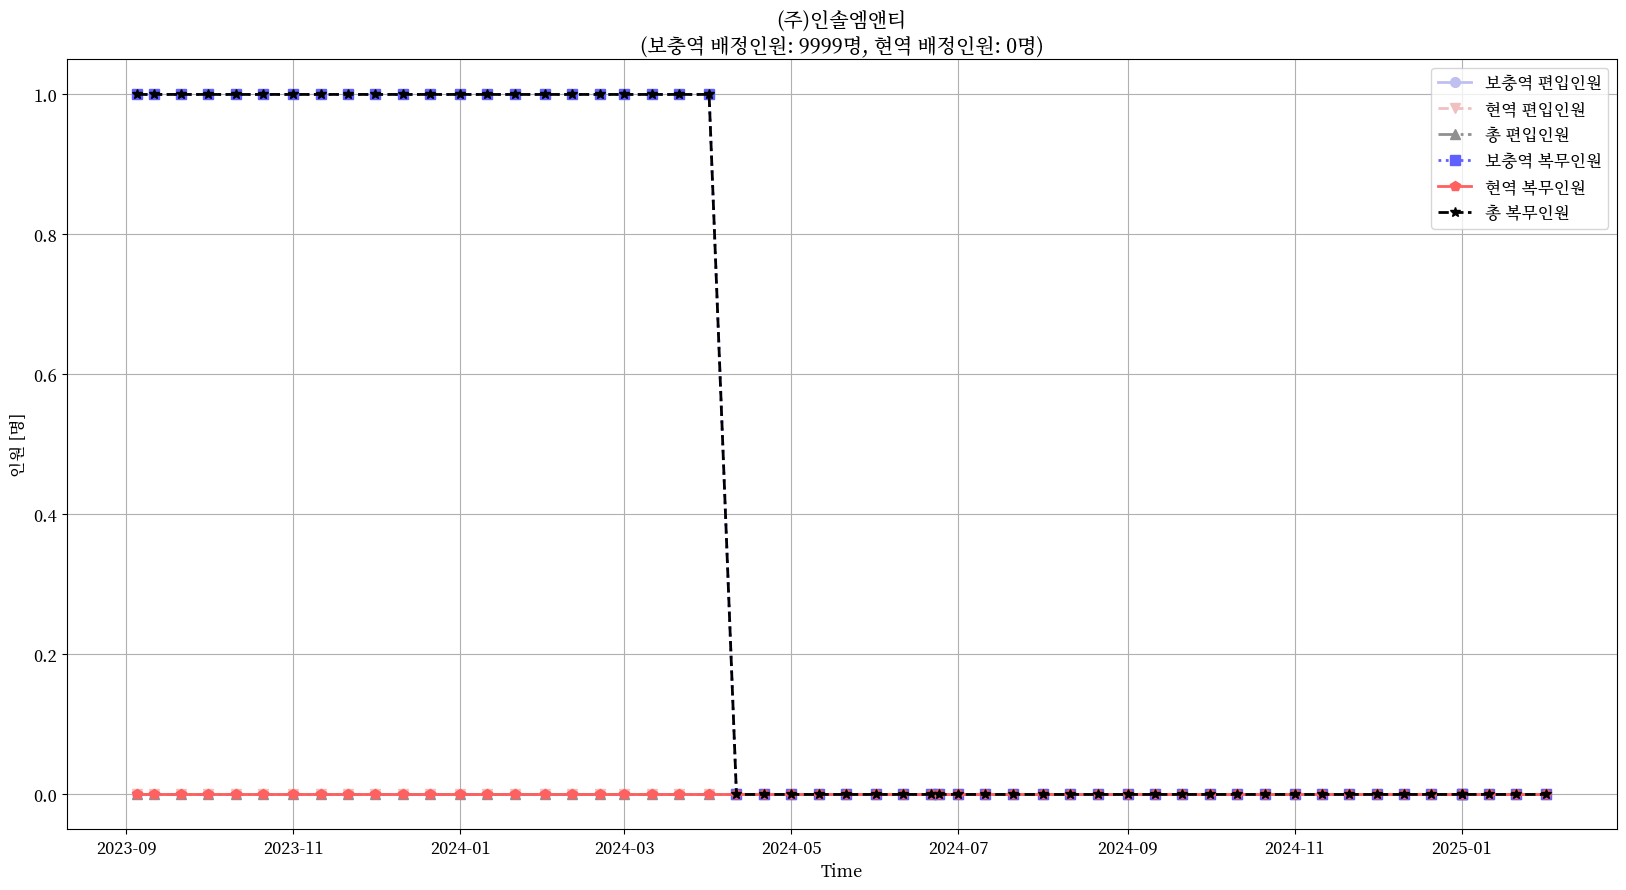 (주)인솔엠앤티
(보충역 배정인원: 9999명, 현역 배정인원: 0명)
보충역 편입인원
현역 편입인원
총 편입인원
보충역 복무인원
현역 복무인원
총 복무인원
인원 [명]
1.0
0.8
0.6
0.4
0.2
0.0
2023-09
2023-11
2024-01
2024-03
2024-05
2024-07
2024-09
2024-11
2025-01
Time